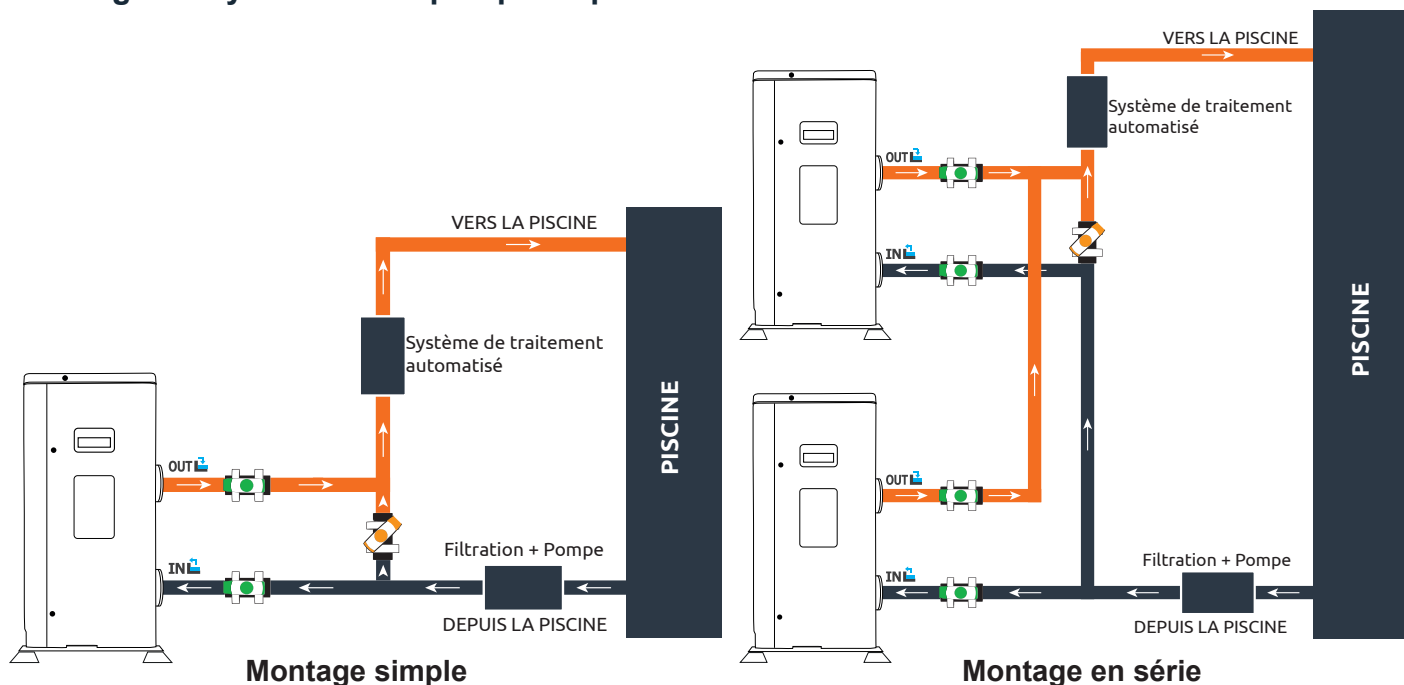 VERS LA PISCINE
Système de traitement
automatisé
OUT
IN
Filtration + Pompe
DEPUIS LA PISCINE
PISCINE
Montage simple
VERS LA PISCINE
Système de traitement
automatisé
OUT
IN
OUT
IN
Filtration + Pompe
DEPUIS LA PISCINE
PISCINE
Montage en série